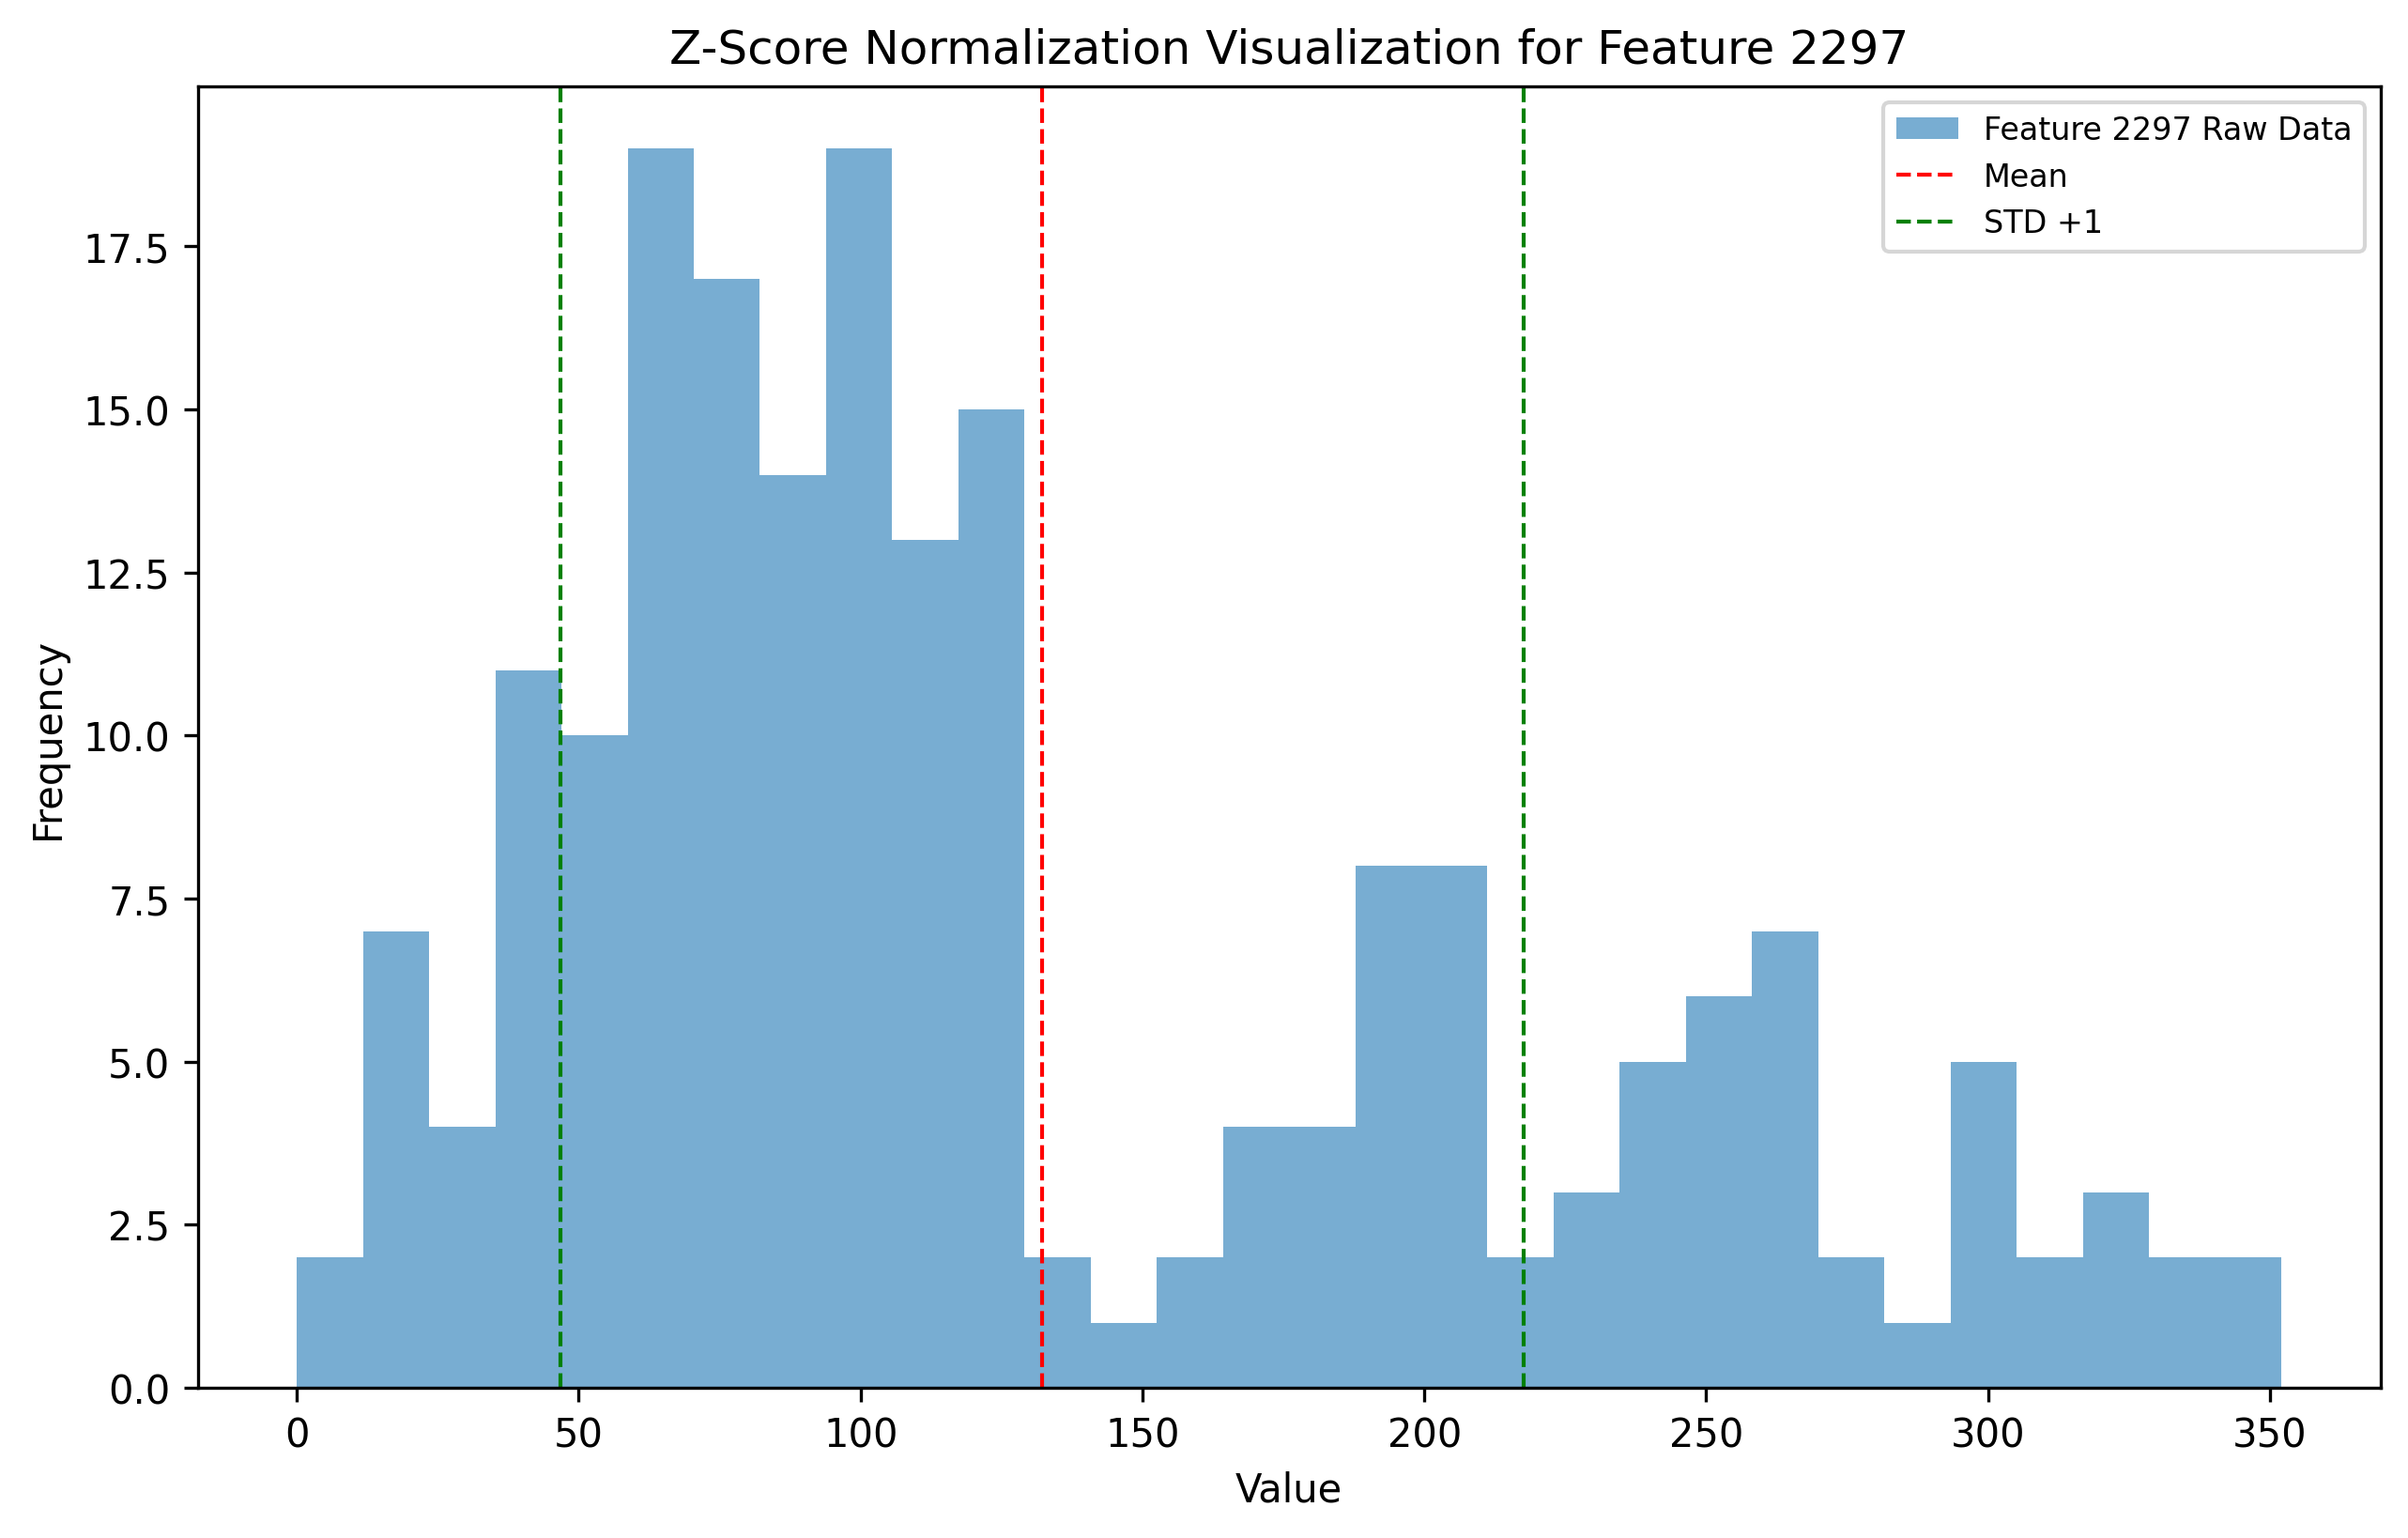 Z-Score Normalization Visualization for Feature 2297
Feature 2297 Raw Data
Mean
STD +1
Frequency
17.5
15.0
12.5
10.0
7.5
5.0
2.5
0.0
0 50 100 150 200 250 300 350
Value